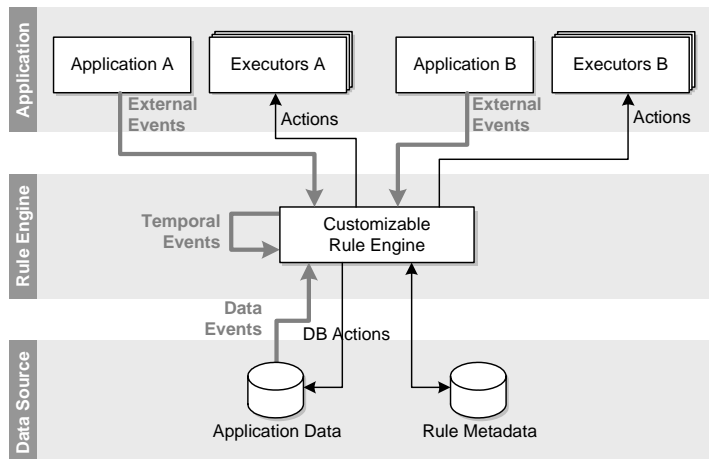 Application
Application A
Executors A
Application B
Executors B
External
Events
Actions
External
Events
Actions
Rule Engine
Temporal
Events
Customizable
Rule Engine
Data
Events
DB Actions
Data Source
Application Data
Rule Metadata